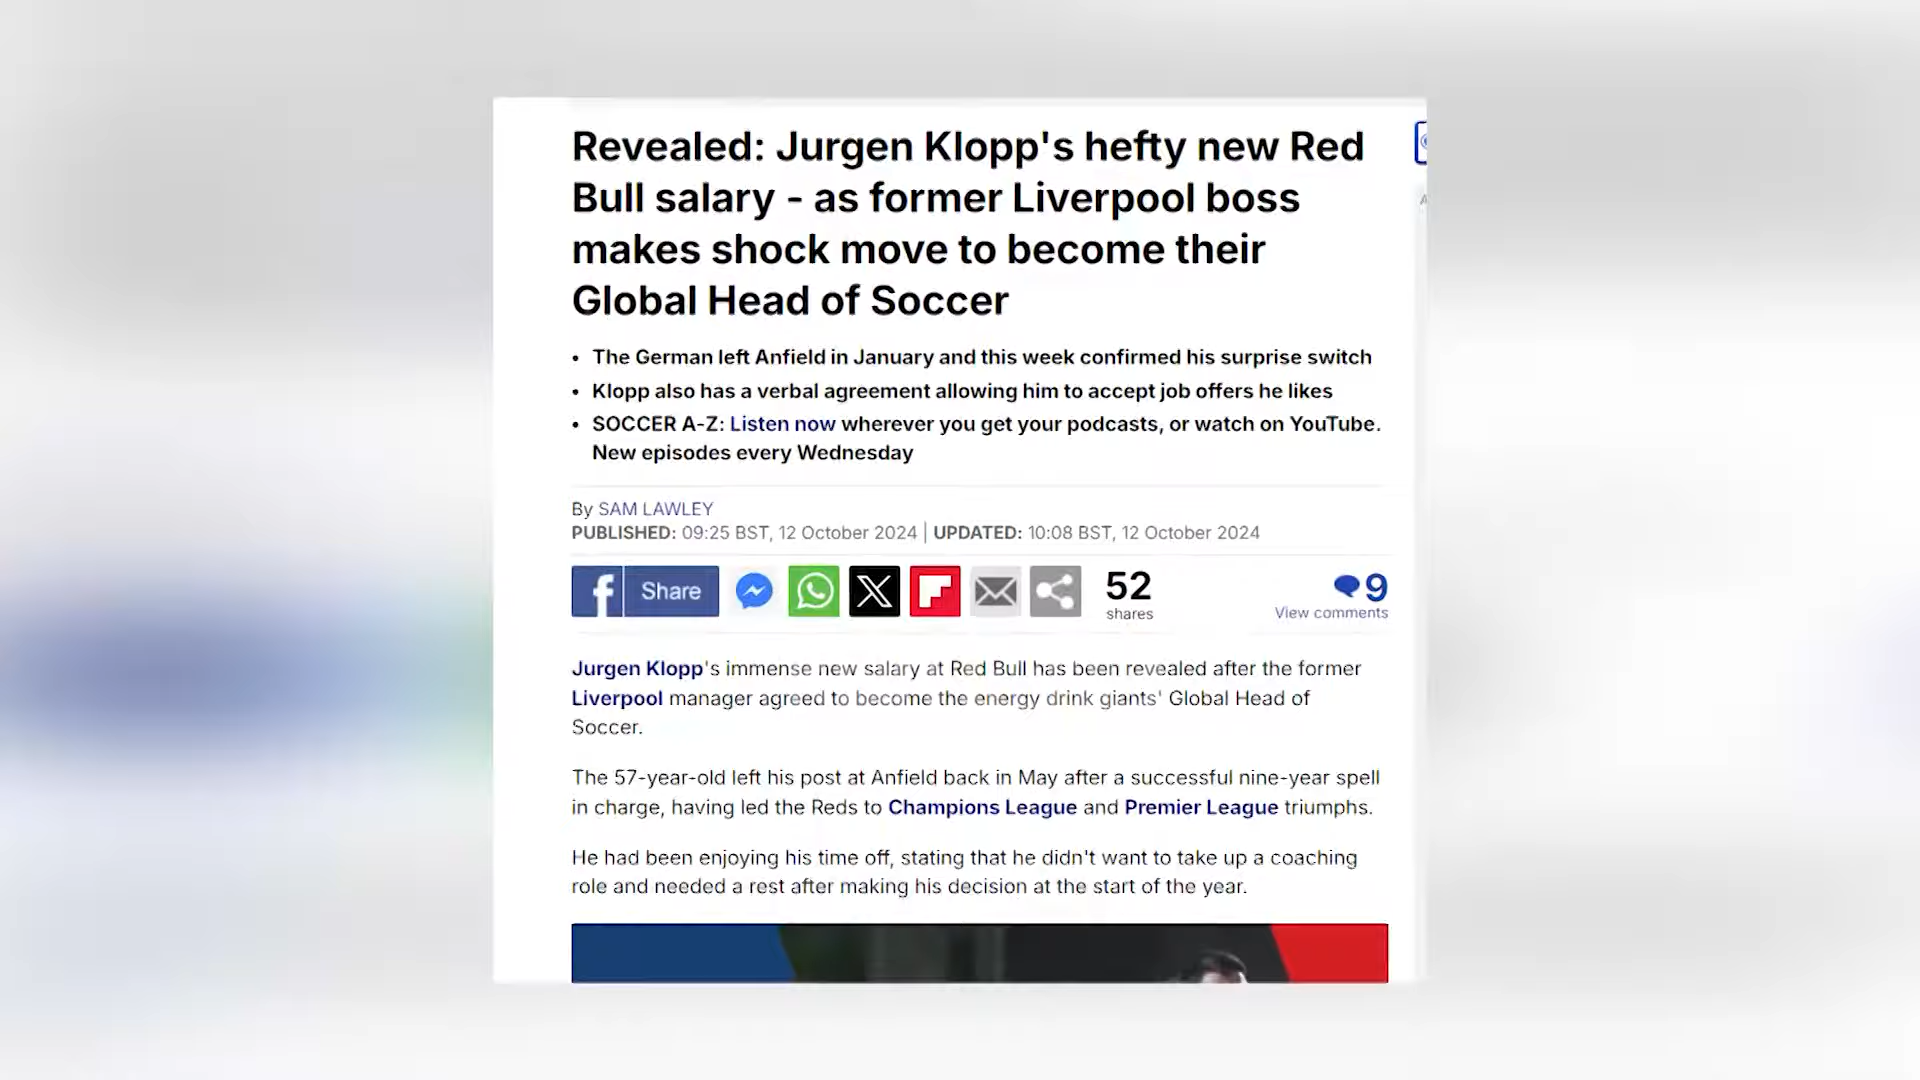 Revealed: Jurgen Klopp's hefty new Red
Bull salary - as former Liverpool boss
makes shock move to become their
Global Head of Soccer
• The German left Anfield in January and this week confirmed his surprise switch
• Klopp also has a verbal agreement allowing him to accept job offers he likes
• SOCCER A-Z: Listen now wherever you get your podcasts, or watch on YouTube.
New episodes every Wednesday
By SAM LAWLEY
PUBLISHED: 09:25 BST, 12 October 2024 | UPDATED: 10:08 BST, 12 October 2024
Share
52
shares
9
View comments
Jurgen Klopp's immense new salary at Red Bull has been revealed after the former
Liverpool manager agreed to become the energy drink giants' Global Head of
Soccer.
The 57-year-old left his post at Anfield back in May after a successful nine-year spell
in charge, having led the Reds to Champions League and Premier League triumphs.
He had been enjoying his time off, stating that he didn't want to take up a coaching
role and needed a rest after making his decision at the start of the year.